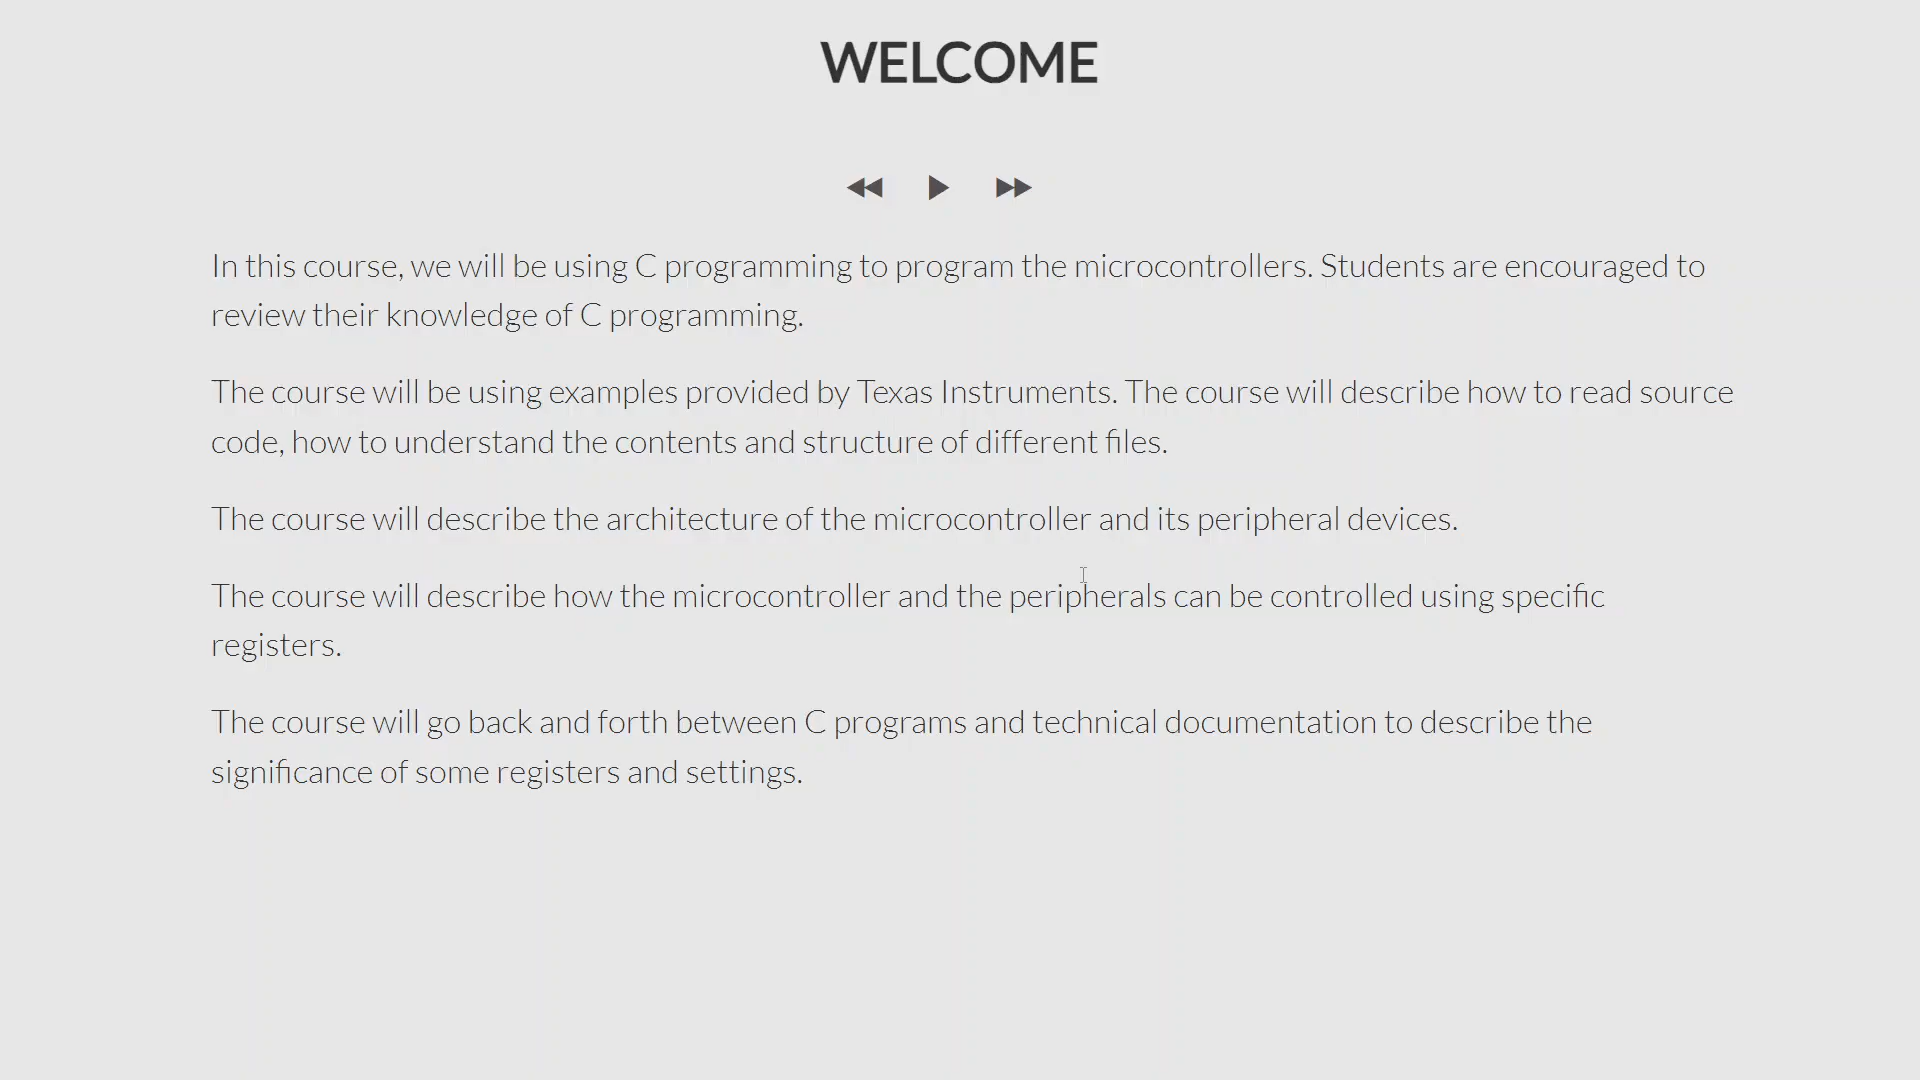 WELCOME
In this course, we will be using C programming to program the microcontrollers. Students are encouraged to
review their knowledge of C programming.
The course will be using examples provided by Texas Instruments. The course will describe how to read source
code, how to understand the contents and structure of different files.
The course will describe the architecture of the microcontroller and its peripheral devices.
The course will describe how the microcontroller and the peripherals can be controlled using specific
registers.
The course will go back and forth between C programs and technical documentation to describe the
significance of some registers and settings.